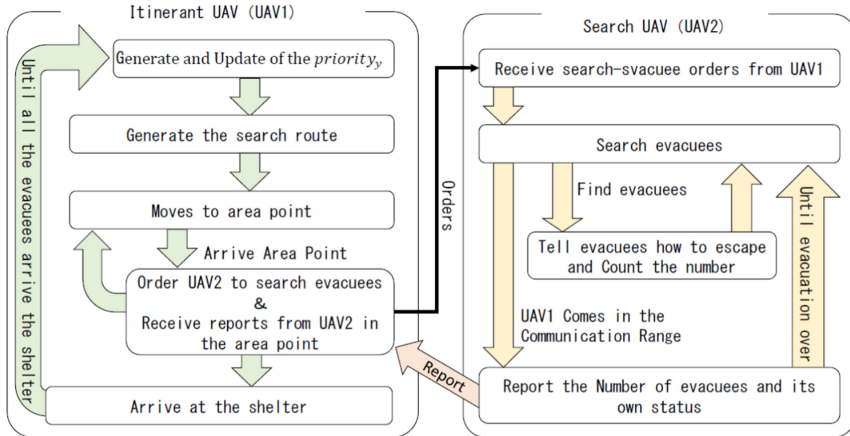 Itinerant UAV (UAV1)
Generate and Update of the priority_y
Generate the search route
Moves to area point
Arrive Area Point
Order UAV2 to search evacuees
&
Receive reports from UAV2 in
the area point
Arrive at the shelter
Until all the evacuees arrive the shelter
Orders
Report
Search UAV (UAV2)
Receive search-svacuee orders from UAV1
Search evacuees
Find evacuees
Tell evacuees how to escape
and Count the number
UAV1 Comes in the
Communication Range
Until evacuation over
Report the Number of evacuees and its
own status